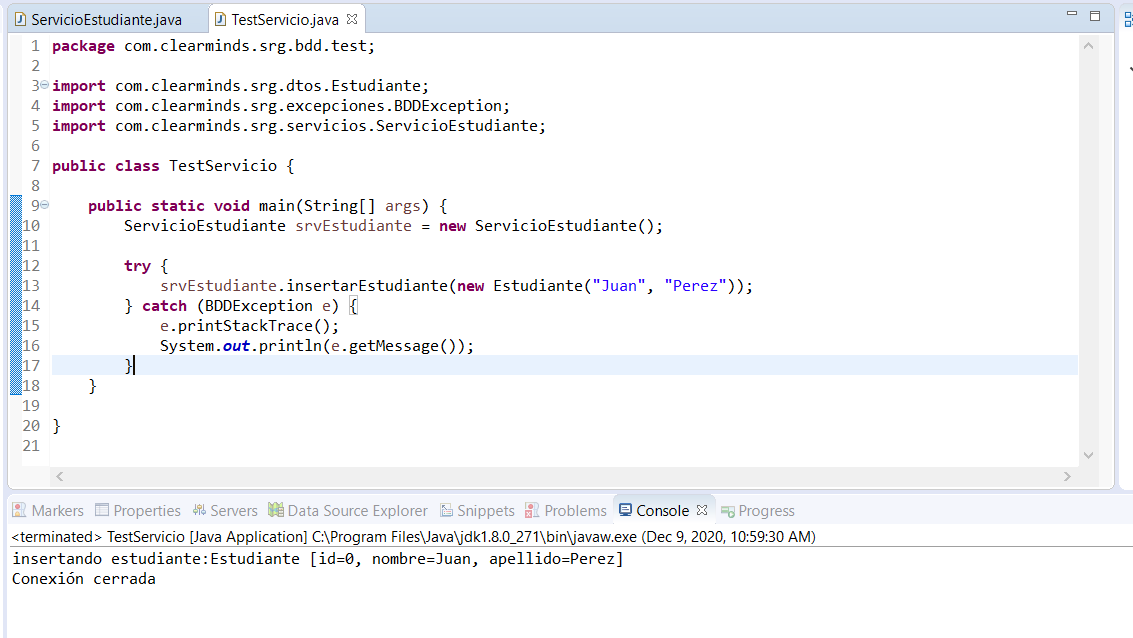 ServicioEstudiante.java TestServicio.java
1 package com.clearminds.srg.bdd.test;
2
3 import com.clearminds.srg.dtos.Estudiante;
4 import com.clearminds.srg.excepciones.BDDException;
5 import com.clearminds.srg.servicios.ServicioEstudiante;
6
7 public class TestServicio {
8
9     public static void main(String[] args) {
10         ServicioEstudiante srvEstudiante = new ServicioEstudiante();
11
12         try {
13             srvEstudiante.insertarEstudiante(new Estudiante("Juan", "Perez"));
14         } catch (BDDException e) {
15             e.printStackTrace();
16             System.out.println(e.getMessage());
17         }
18     }
19
20 }
21
Markers Properties Servers Data Source Explorer Snippets Problems Console Progress
<terminated> TestServicio [Java Application] C:\Program Files\Java\jdk1.8.0_271\bin\javaw.exe (Dec 9, 2020, 10:59:30 AM)
insertando estudiante:Estudiante [id=0, nombre=Juan, apellido=Perez]
Conexión cerrada